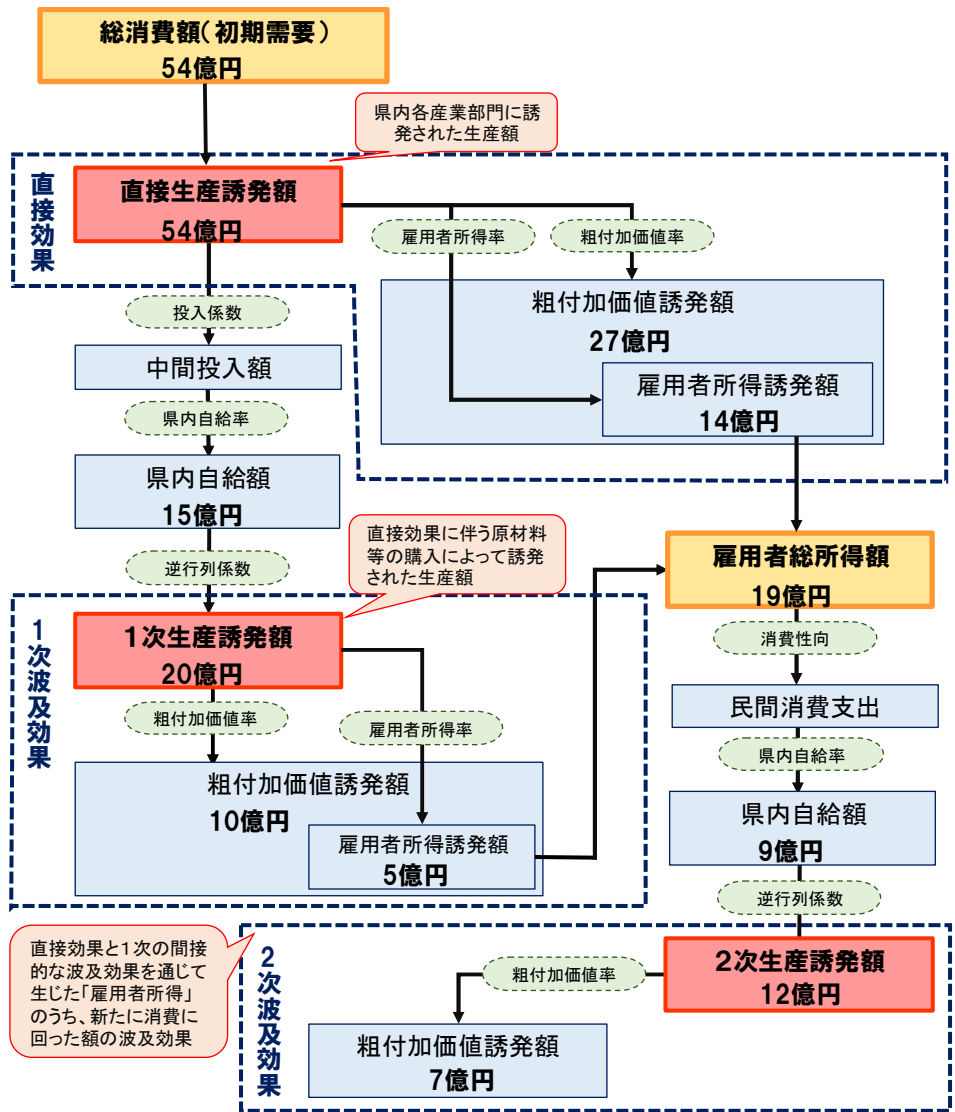 総消費額（初期需要）
54億円
県内各産業部門に誘
発された生産額
直接効果
直接生産誘発額
54億円
雇用者所得率
粗付加価値率
投入係数
粗付加価値誘発額
27億円
中間投入額
雇用者所得誘発額
14億円
県内自給率
県内自給額
15億円
直接効果に伴う原材料
等の購入によって誘発
された生産額
逆行列係数
雇用者総所得額
19億円
1次波及効果
1次生産誘発額
20億円
消費性向
粗付加価値率
雇用者所得率
民間消費支出
県内自給率
粗付加価値誘発額
10億円
雇用者所得誘発額
5億円
県内自給額
9億円
逆行列係数
直接効果と1次の間接
的な波及効果を通じて
生じた「雇用者所得」
のうち、新たに消費に
回った額の波及効果
2次波及効果
2次生産誘発額
12億円
粗付加価値率
粗付加価値誘発額
7億円